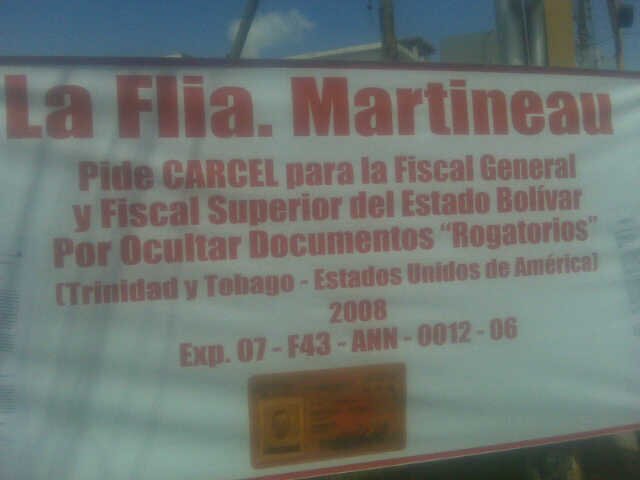 La Flia. Martineau
Pide CARCEL para la Fiscal General
y Fiscal Superior del Estado Bolívar
Por Ocultar Documentos “Rogatorios”
(Trinidad y Tobago - Estados Unidos de América)
2008
Exp. 07 - F43 - ANN - 0012 - 06